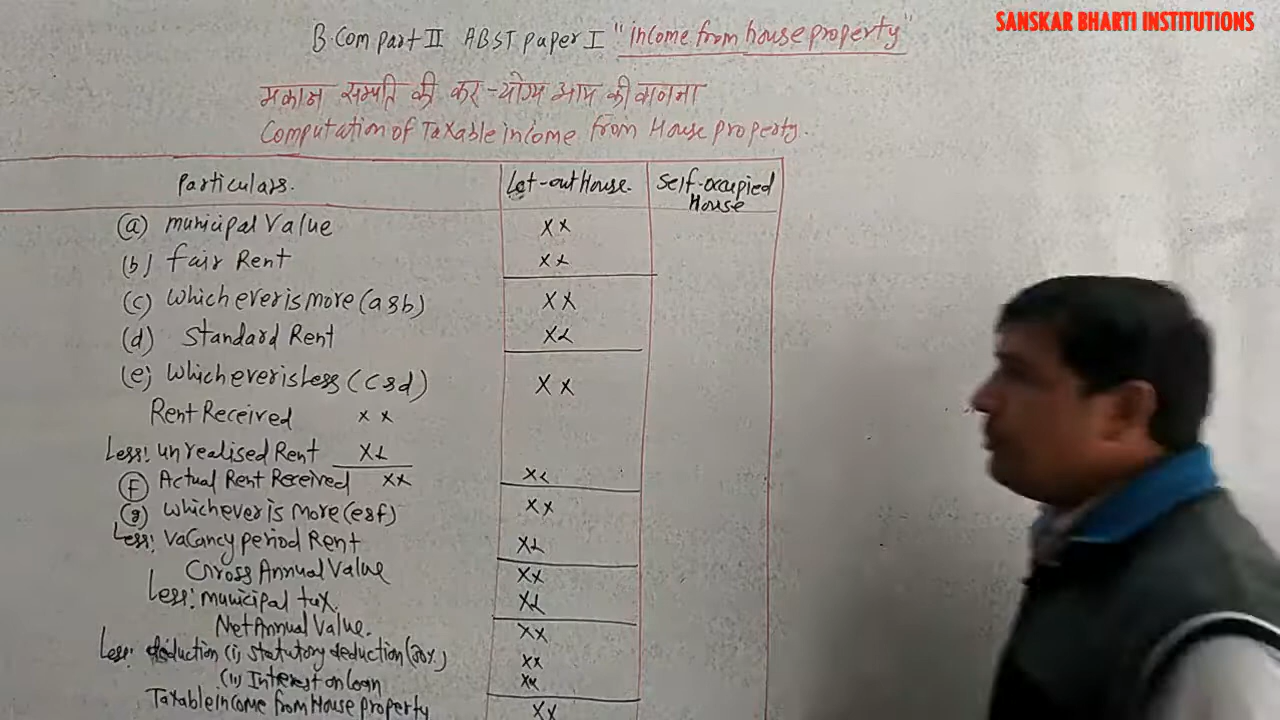 SANSKAR BHARTI INSTITUTIONS
B.Com part II ABST paper I "income from house property"
मकान सम्पति की कर-योग्य आय की गणना
Computation of Taxable income from House property.
Particulars. Let-out House. Self-occupied House
(a) municipal Value xx
(b) fair Rent xx
(c) whichever is more (a & b) xx
(d) Standard Rent xx
(e) whichever is Less (c & d) xx
Rent Received xx
Less: unrealised Rent xx
(F) Actual Rent Received xx xx
(g) whichever is more (e & f) xx
Less: vacancy period Rent xx
Gross Annual Value xx
Less: municipal tax. xx
Net Annual Value. xx
Less: deduction (i) statutory deduction (30%) xx
(ii) Interest on Loan xx
Taxable income from House property xx